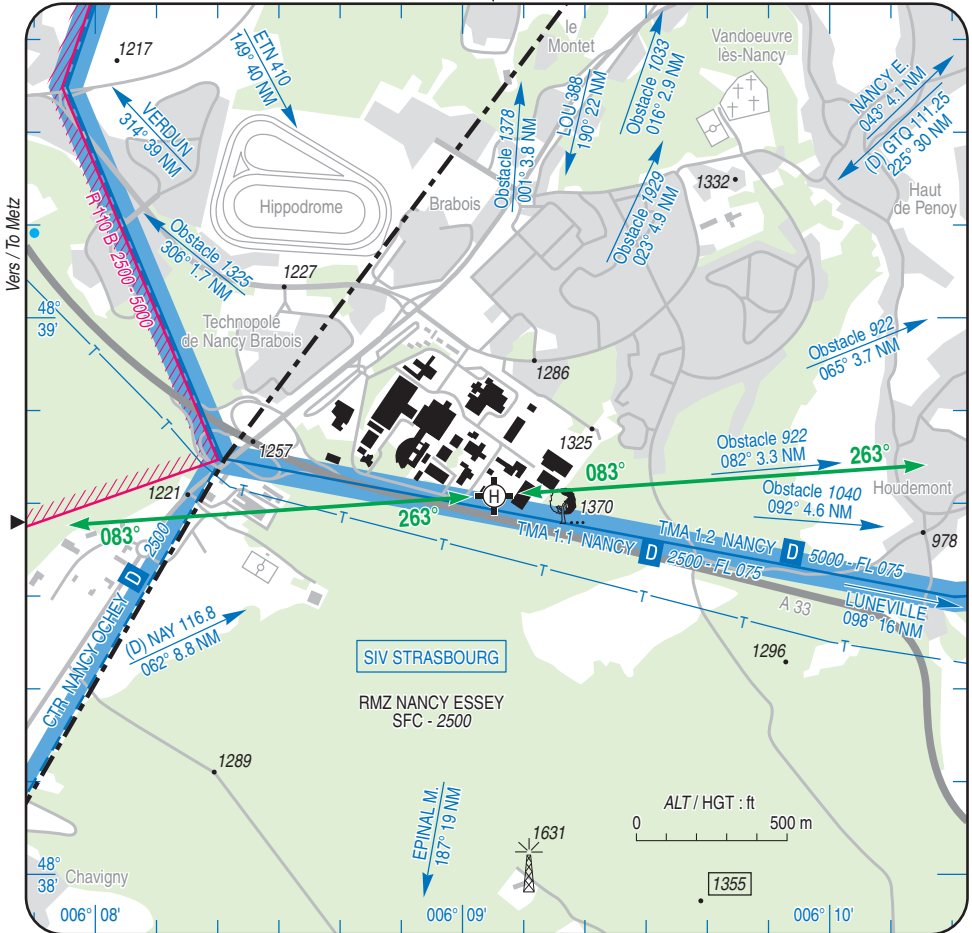 1217
ETN 410
149° 40 NM
le
Montet
Vandoeuvre
lès-Nancy
Obstacle 1033
016° 2.9 NM
NANCY E.
043° 4.1 NM
(D) GTQ 111.25
225° 30 NM
VERDUN
314° 39 NM
Obstacle 1378
001° 3.8 NM
LOU 388
190° 22 NM
1332
Haut
de Penoy
Hippodrome
Brabois
Obstacle 1929
023° 4.9 NM
R 110 B - 2500 - 5000
Vers / To Metz
Obstacle 1325
306° 1.7 NM
1227
48°
39'
Technopole
de Nancy Brabois
1286
Obstacle 922
065° 3.7 NM
T
1325
1257
Obstacle 922
082° 3.3 NM
263°
083°
T
1221
T
H
Houdemont
Obstacle 1040
092° 4.6 NM
083°
263°
1370
TMA 1.1 NANCY D 2500 - FL 075
TMA 1.2 NANCY D 5000 - FL 075
978
T
T
T
T
A 33
LUNEVILLE
098° 16 NM
CTR NANCY OCHEY D 2500
(D) NAY 116.8
062° 8.8 NM
SIV STRASBOURG
1296
RMZ NANCY ESSEY
SFC - 2500
1289
EPINAL M.
187° 19 NM
ALT / HGT : ft
0
500 m
1631
1355
48°
38'
Chavigny
006° 08'
006° 09'
006° 10'